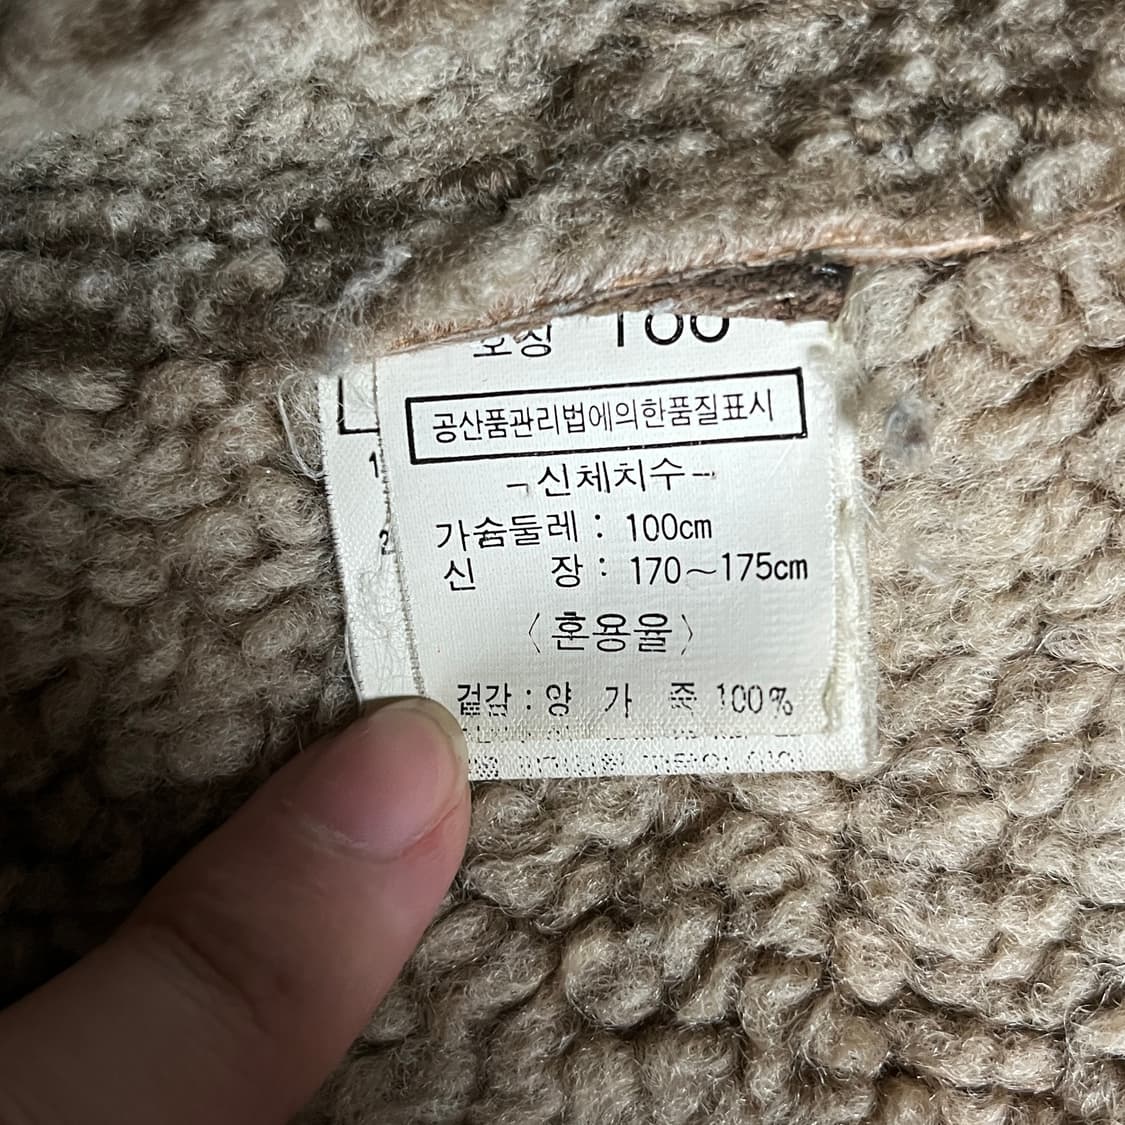 호칭 100
공산품관리법에의한품질표시
-신체치수-
가슴둘레 : 100cm
신 장 : 170~175cm
〈혼용율〉
겉감 : 양 가 죽 100%